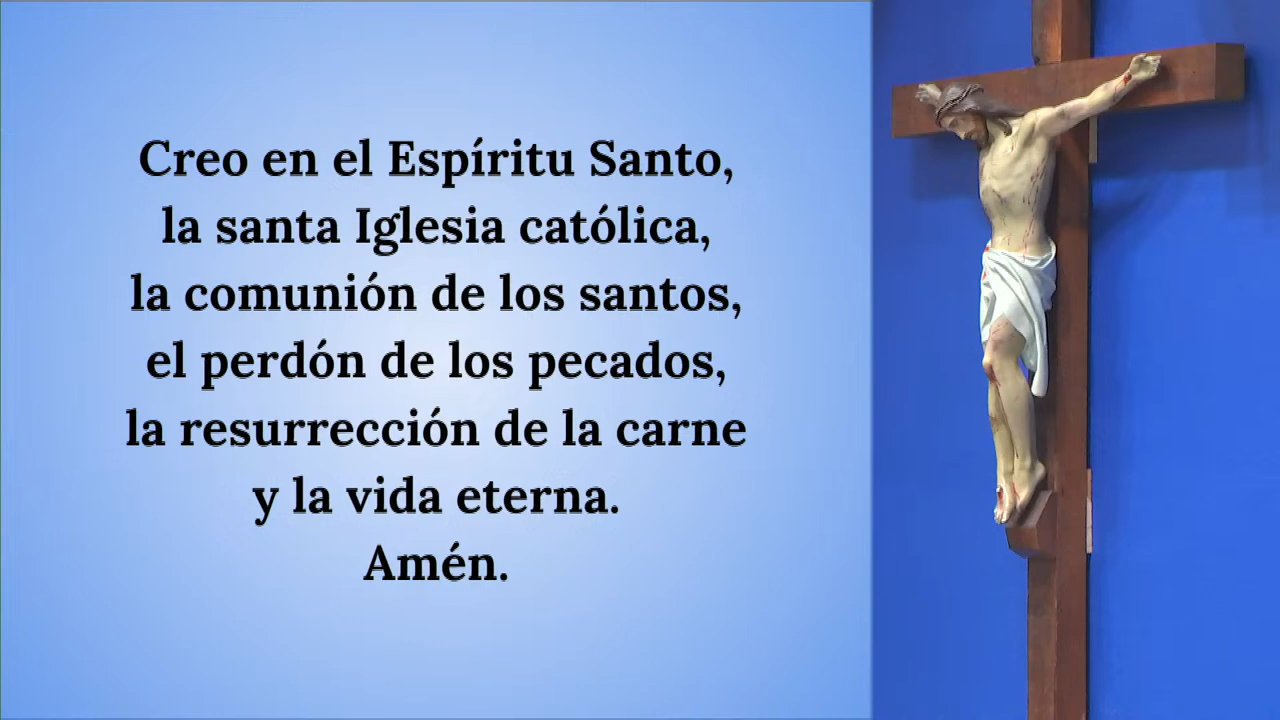 Creo en el Espíritu Santo,
la santa Iglesia católica,
la comunión de los santos,
el perdón de los pecados,
la resurrección de la carne
y la vida eterna.
Amén.